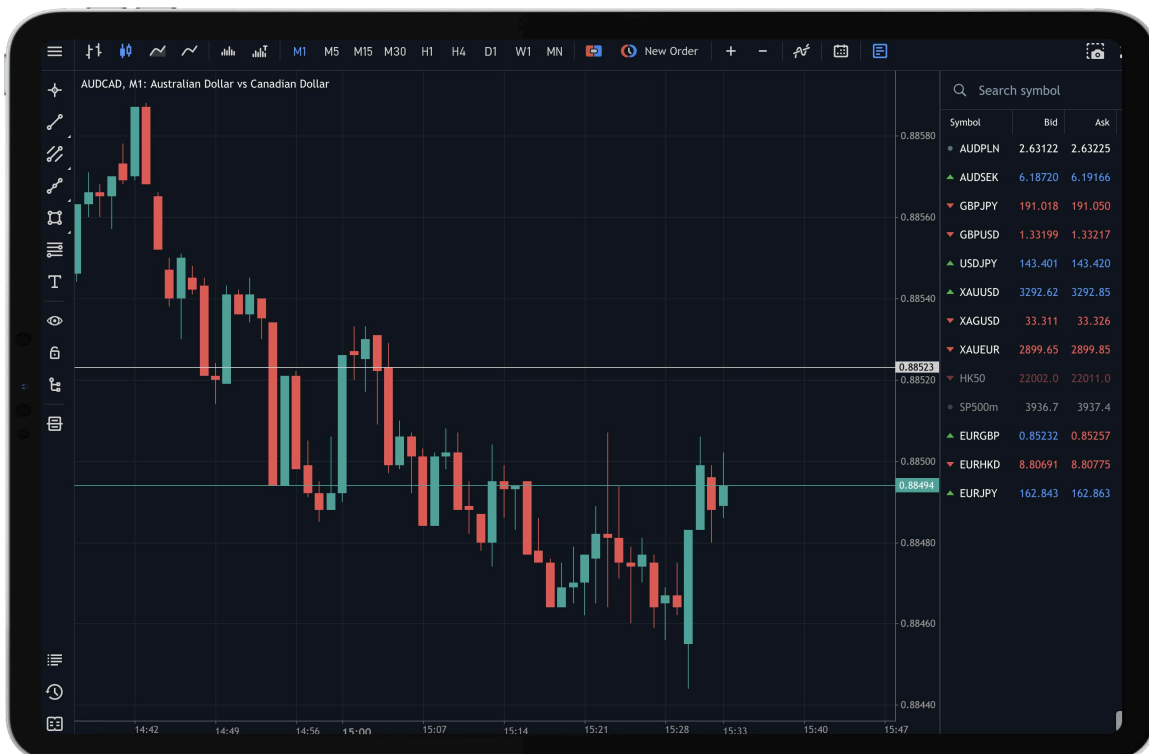 M1 M5 M15 M30 H1 H4 D1 W1 MN New Order
AUDCAD, M1: Australian Dollar vs Canadian Dollar
T
0.88580
0.88560
0.88540
0.88523
0.88520
0.88500
0.88494
0.88480
0.88460
0.88440
14:42 14:49 14:56 15:00 15:07 15:14 15:21 15:28 15:33 15:40 15:47
Search symbol
Symbol Bid Ask
AUDPLN 2.63122 2.63225
AUDSEK 6.18720 6.19166
GBPJPY 191.018 191.050
GBPUSD 1.33199 1.33217
USDJPY 143.401 143.420
XAUUSD 3292.62 3292.85
XAGUSD 33.311 33.326
XAUEUR 2899.65 2899.85
HK50 22002.0 22011.0
SP500m 3936.7 3937.4
EURGBP 0.85232 0.85257
EURHKD 8.80691 8.80775
EURJPY 162.843 162.863